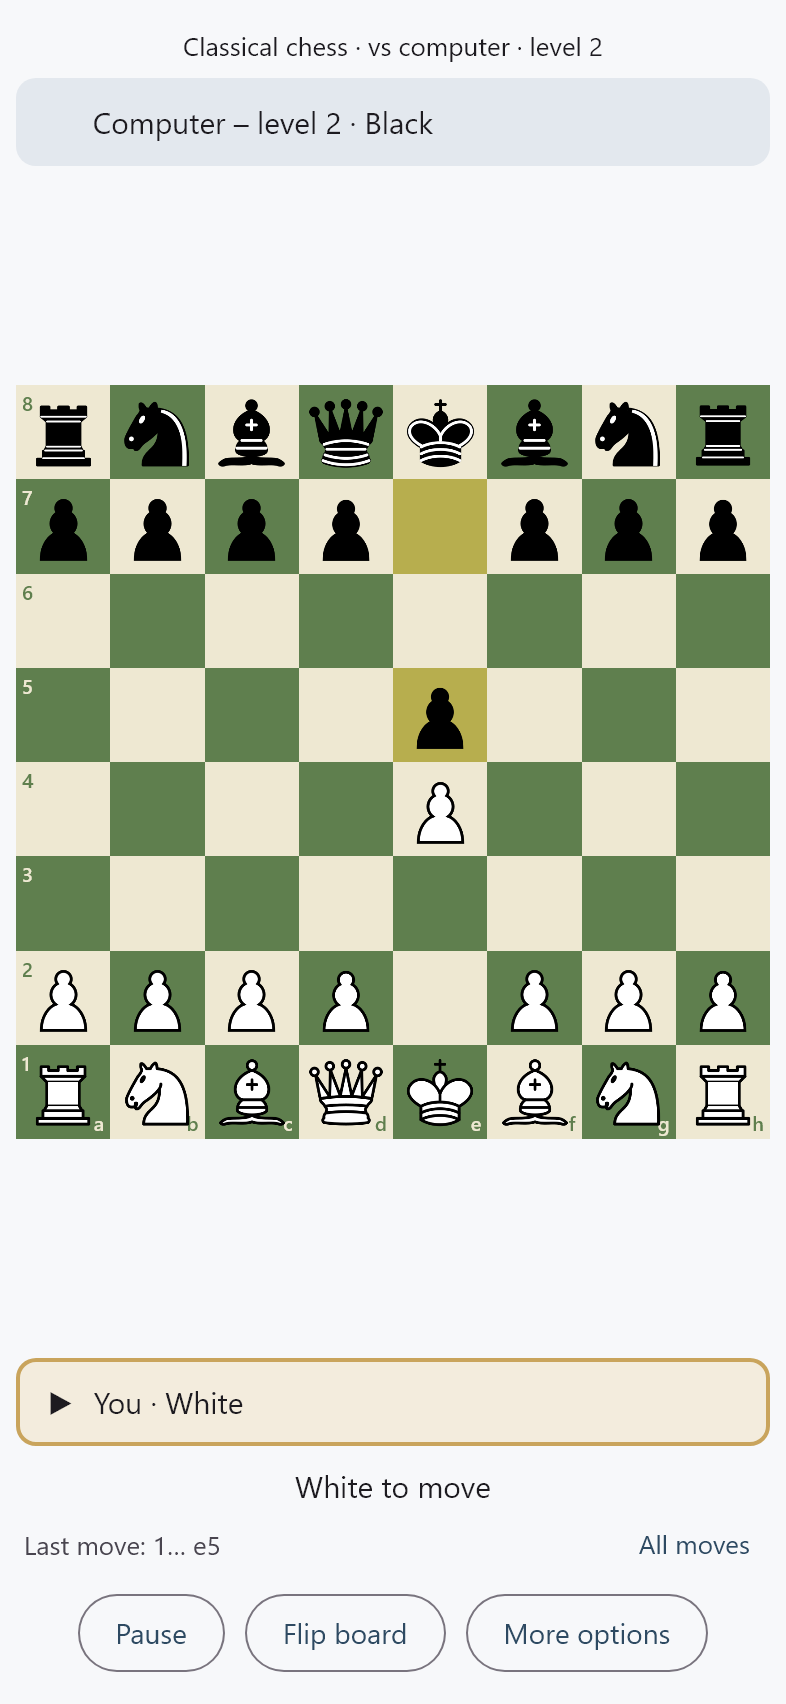 Classical chess · vs computer · level 2
Computer – level 2 · Black
8
7
6
5
4
3
2
1
a b c d e f g h
▶ You · White
White to move
Last move: 1… e5 All moves
Pause Flip board More options